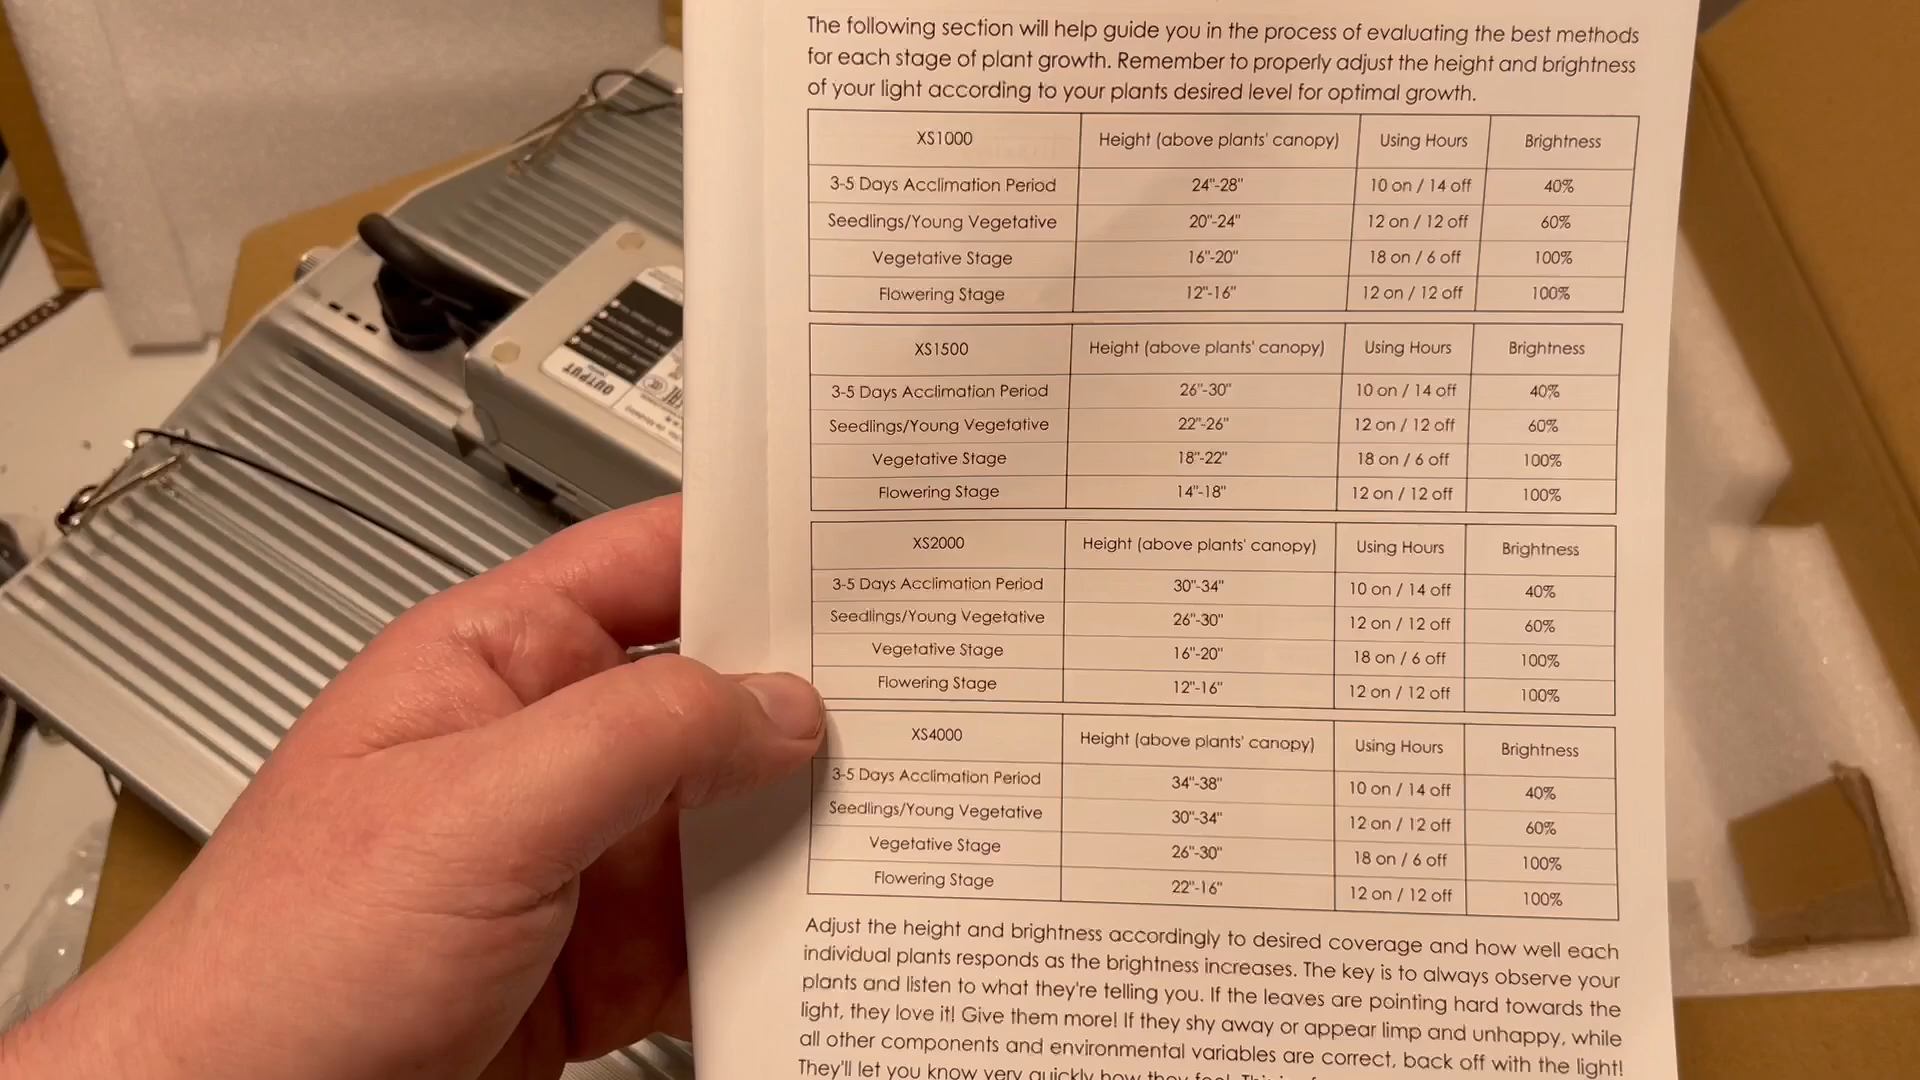 The following section will help guide you in the process of evaluating the best methods
for each stage of plant growth. Remember to properly adjust the height and brightness
of your light according to your plants desired level for optimal growth.
XS1000 Height (above plants' canopy) Using Hours Brightness
3-5 Days Acclimation Period 24"-28" 10 on / 14 off 40%
Seedlings/Young Vegetative 20"-24" 12 on / 12 off 60%
Vegetative Stage 16"-20" 18 on / 6 off 100%
Flowering Stage 12"-16" 12 on / 12 off 100%
XS1500 Height (above plants' canopy) Using Hours Brightness
3-5 Days Acclimation Period 26"-30" 10 on / 14 off 40%
Seedlings/Young Vegetative 22"-26" 12 on / 12 off 60%
Vegetative Stage 18"-22" 18 on / 6 off 100%
Flowering Stage 14"-18" 12 on / 12 off 100%
XS2000 Height (above plants' canopy) Using Hours Brightness
3-5 Days Acclimation Period 30"-34" 10 on / 14 off 40%
Seedlings/Young Vegetative 26"-30" 12 on / 12 off 60%
Vegetative Stage 16"-20" 18 on / 6 off 100%
Flowering Stage 12"-16" 12 on / 12 off 100%
XS4000 Height (above plants' canopy) Using Hours Brightness
3-5 Days Acclimation Period 34"-38" 10 on / 14 off 40%
Seedlings/Young Vegetative 30"-34" 12 on / 12 off 60%
Vegetative Stage 26"-30" 18 on / 6 off 100%
Flowering Stage 22"-16" 12 on / 12 off 100%
Adjust the height and brightness accordingly to desired coverage and how well each
individual plants responds as the brightness increases. The key is to always observe your
plants and listen to what they're telling you. If the leaves are pointing hard towards the
light, they love it! Give them more! If they shy away or appear limp and unhappy, while
all other components and environmental variables are correct, back off with the light!
They'll let you know very quickly how they feel.
OUTPUT